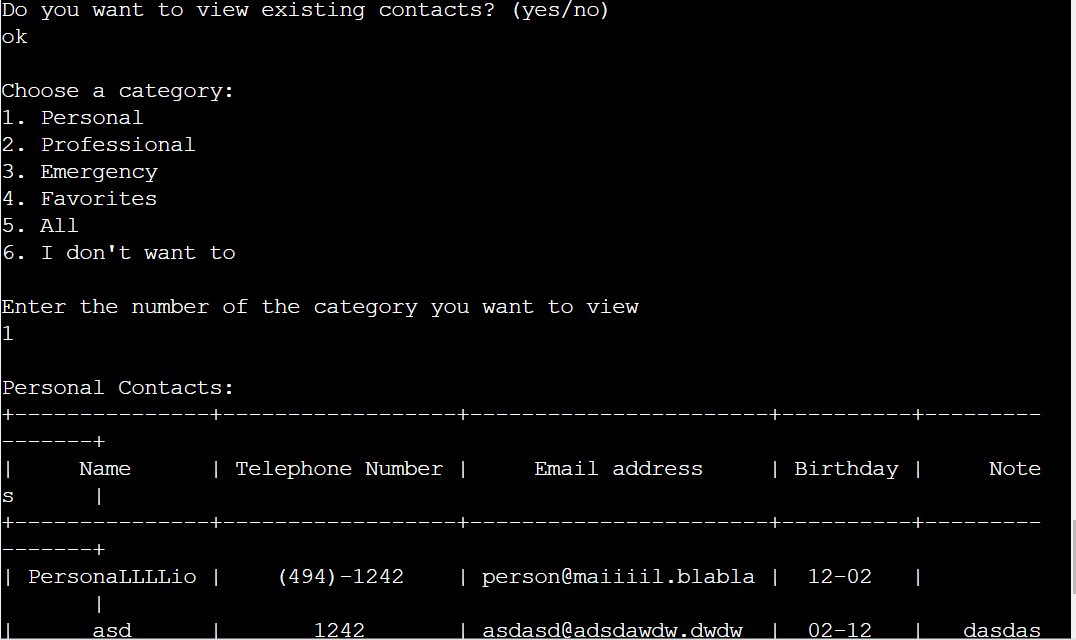 Do you want to view existing contacts? (yes/no)
ok
Choose a category:
1. Personal
2. Professional
3. Emergency
4. Favorites
5. All
6. I don't want to
Enter the number of the category you want to view
1
Personal Contacts:
+---------------+------------------+-----------------------+----------+---------
-------+
|     Name      | Telephone Number |     Email address     | Birthday |     Note
s      |
+---------------+------------------+-----------------------+----------+---------
-------+
| PersonaLLLLio |    (494)-1242    | person@maiiiil.blabla |  12-02   |
       |
|      asd      |       1242       | asdasd@adsdawdw.dwdw  |  02-12   |   dasdas